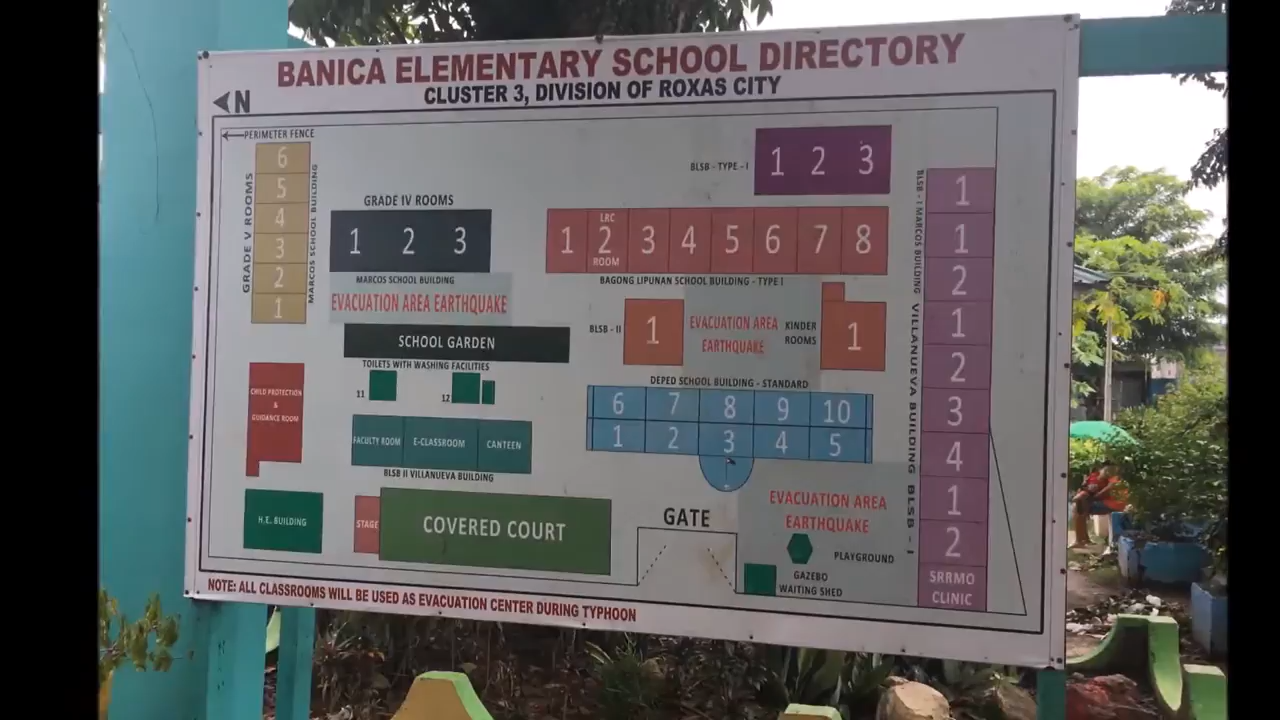 BANICA ELEMENTARY SCHOOL DIRECTORY
CLUSTER 3, DIVISION OF ROXAS CITY
N
PERIMETER FENCE
GRADE V ROOMS
6
5
4
3
2
1
MARCOS SCHOOL BUILDING
GRADE IV ROOMS
1 2 3
MARCOS SCHOOL BUILDING
EVACUATION AREA EARTHQUAKE
SCHOOL GARDEN
TOILETS WITH WASHING FACILITIES
11
12
FACULTY ROOM
E-CLASSROOM
CANTEEN
BLSB II VILLANUEVA BUILDING
CHILD PROTECTION
&
GUIDANCE ROOM
H.E. BUILDING
STAGE
COVERED COURT
BLSB - TYPE - I
1 2 3
LRC
1 2 3 4 5 6 7 8
ROOM
BAGONG LIPUNAN SCHOOL BUILDING - TYPE I
BLSB - II
1
EVACUATION AREA
EARTHQUAKE
KINDER
ROOMS
1
DEPED SCHOOL BUILDING - STANDARD
6 7 8 9 10
1 2 3 4 5
GATE
EVACUATION AREA
EARTHQUAKE
PLAYGROUND
GAZEBO
WAITING SHED
BLSB - I MARCOS BUILDING
VILLANUEVA BUILDING BLSB - I
1
1
2
1
2
3
4
1
2
SRRMO
CLINIC
NOTE: ALL CLASSROOMS WILL BE USED AS EVACUATION CENTER DURING TYPHOON